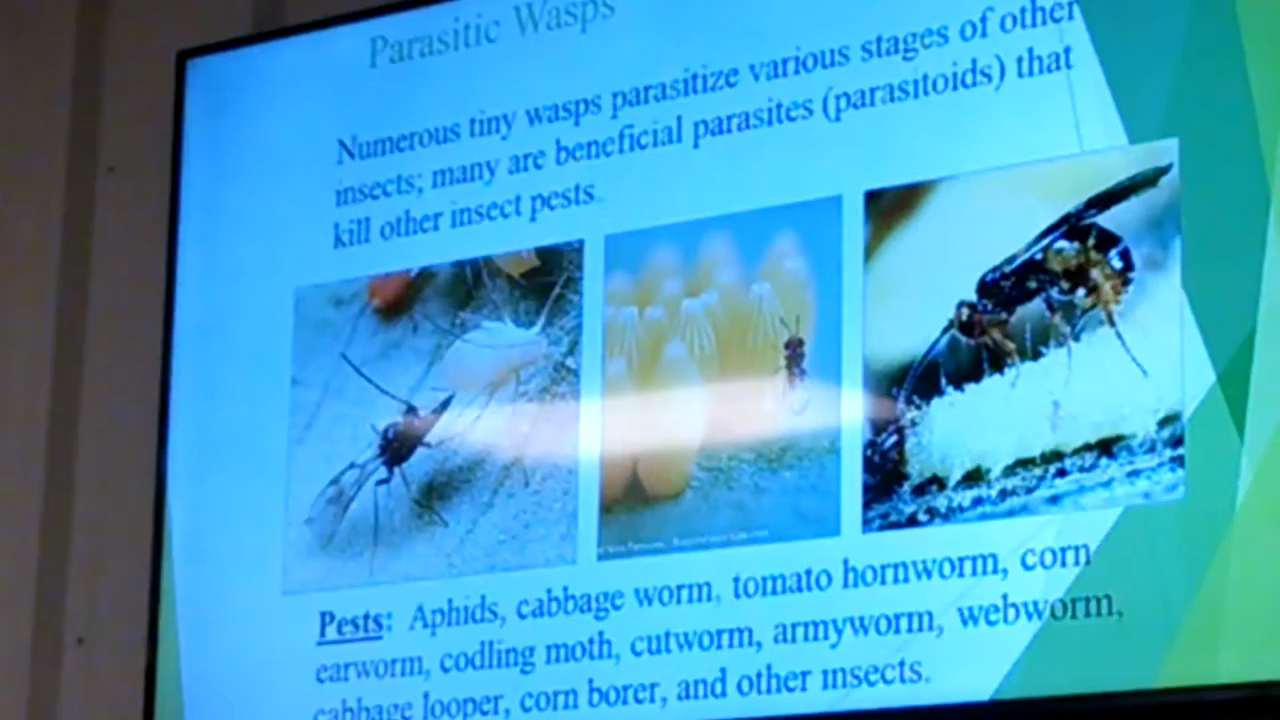 Parasitic Wasps
Numerous tiny wasps parasitize various stages of other
insects; many are beneficial parasites (parasitoids) that
kill other insect pests.
Pests: Aphids, cabbage worm, tomato hornworm, corn
earworm, codling moth, cutworm, armyworm, webworm,
cabbage looper, corn borer, and other insects.